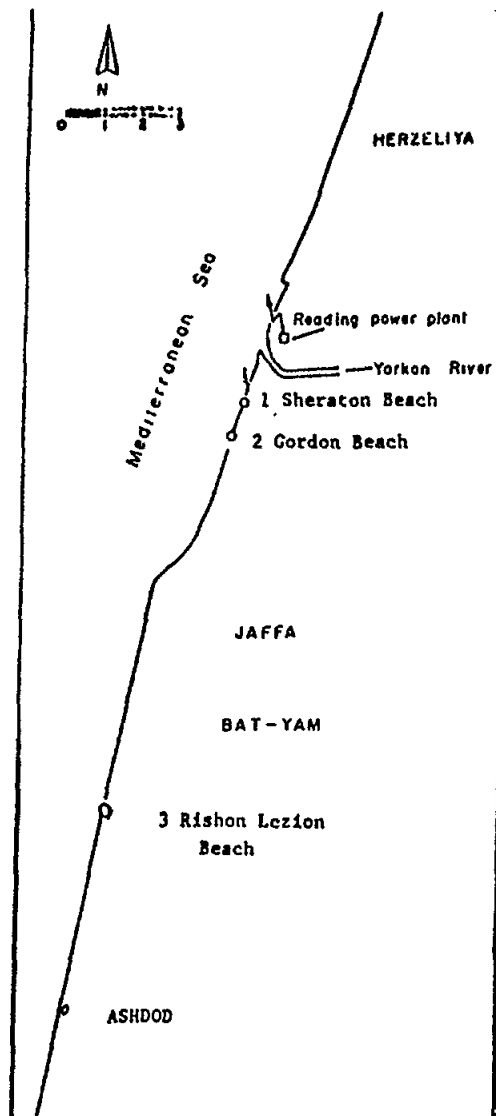 N
0 1 2 3
HERZELIYA
Mediterranean Sea
Reading power plant
Yarkon River
1 Sheraton Beach
2 Gordon Beach
JAFFA
BAT-YAM
3 Rishon Lezion
Beach
ASHDOD